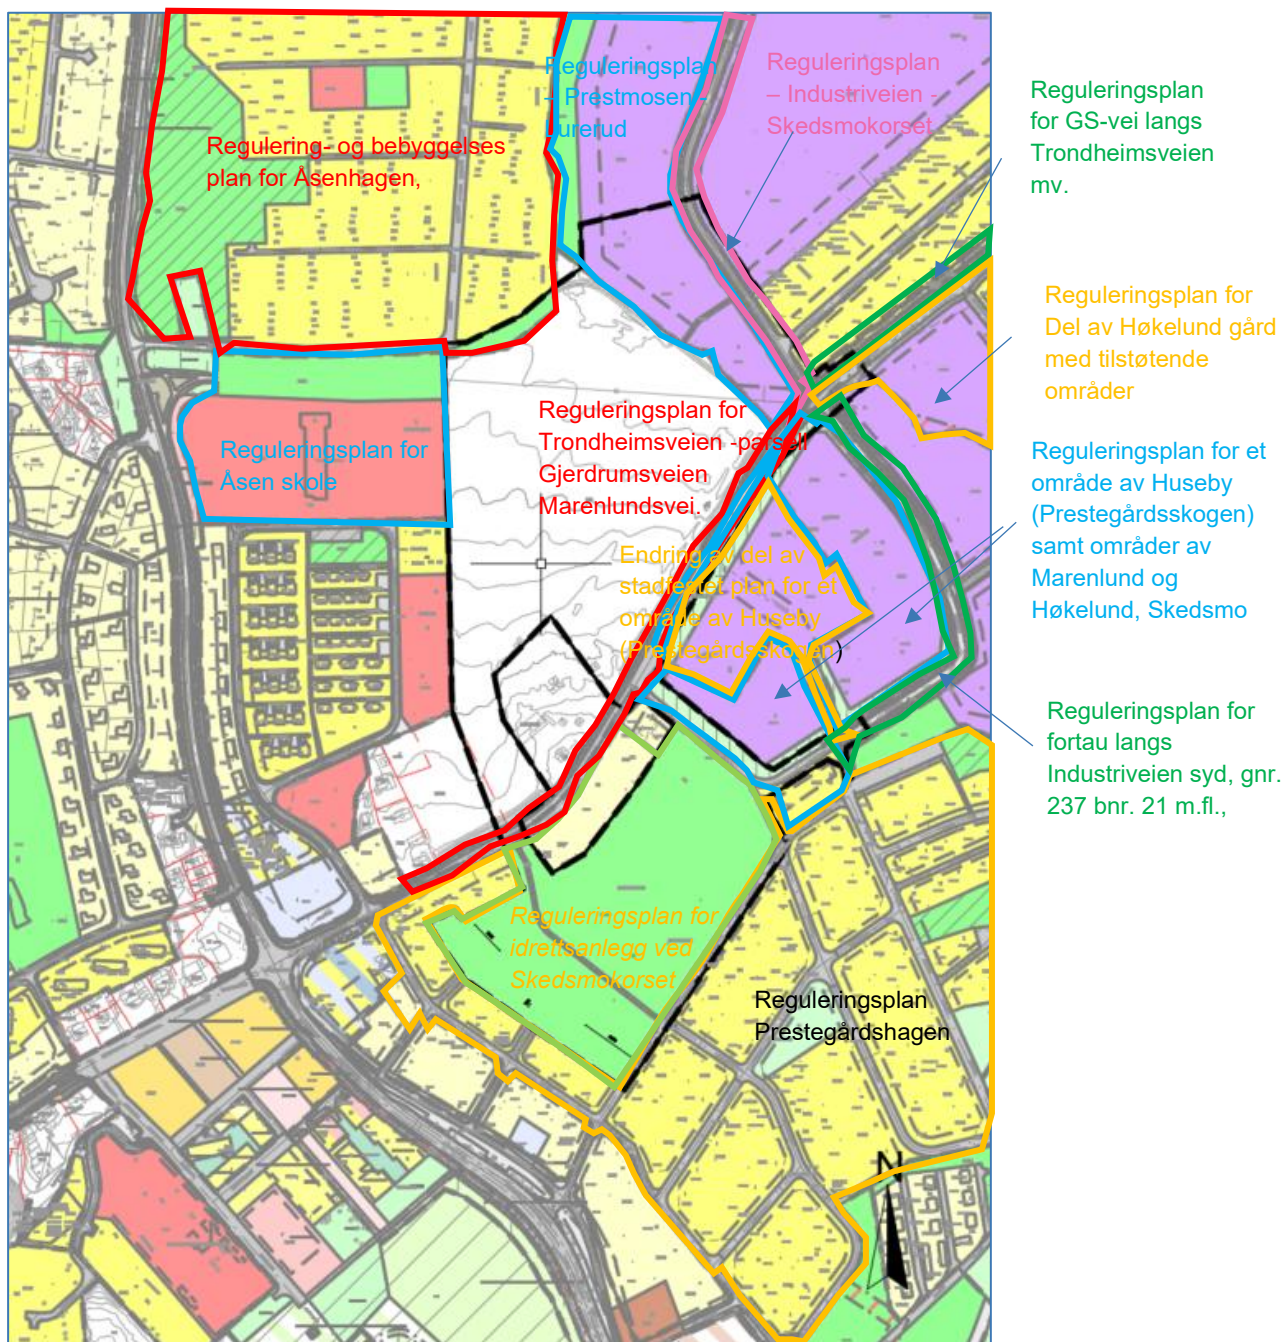 Reguleringsplan
– Prestmosen -
Lurerud
Reguleringsplan
– Industriveien -
Skedsmokorset
Reguleringsplan
for GS-vei langs
Trondheimsveien
mv.
Regulering- og bebyggelses
plan for Åsenhagen,
Reguleringsplan for
Del av Høkelund gård
med tilstøtende
områder
Reguleringsplan for
Trondheimsveien -parsell
Gjerdrumsveien
Marenlundsvei.
Reguleringsplan for
Åsen skole
Reguleringsplan for et
område av Huseby
(Prestegårdsskogen)
samt områder av
Marenlund og
Høkelund, Skedsmo
Endring av del av
stadfestet plan for et
område av Huseby
(Prestegårdsskogen)
Reguleringsplan for
fortau langs
Industriveien syd, gnr.
237 bnr. 21 m.fl.,
Reguleringsplan for
idrettsanlegg ved
Skedsmokorset
Reguleringsplan
Prestegårdshagen
N